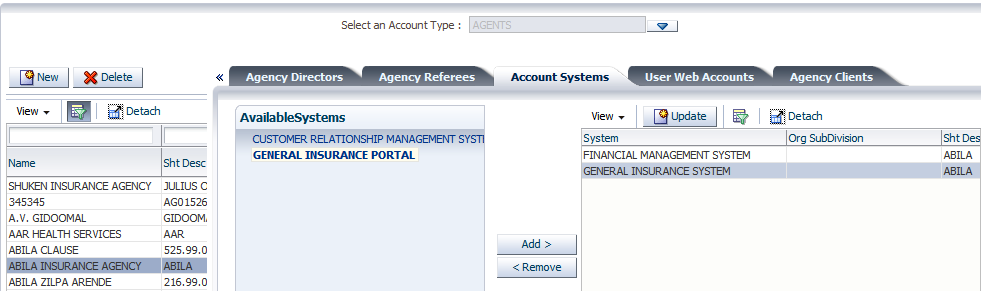 Select an Account Type : AGENTS
New Delete
« Agency Directors Agency Referees Account Systems User Web Accounts Agency Clients
View Detach
Name Sht Desc
SHUKEN INSURANCE AGENCY JULIUS O
345345 AG01526
A.V. GIDOOMAL GIDOOMA
AAR HEALTH SERVICES AAR
ABILA CLAUSE 525.99.0
ABILA INSURANCE AGENCY ABILA
ABILA ZILPA ARENDE 216.99.0
AvailableSystems
CUSTOMER RELATIONSHIP MANAGEMENT SYSTE
GENERAL INSURANCE PORTAL
Add >
< Remove
View Update Detach
System Org SubDivision Sht Des
FINANCIAL MANAGEMENT SYSTEM ABILA
GENERAL INSURANCE SYSTEM ABILA